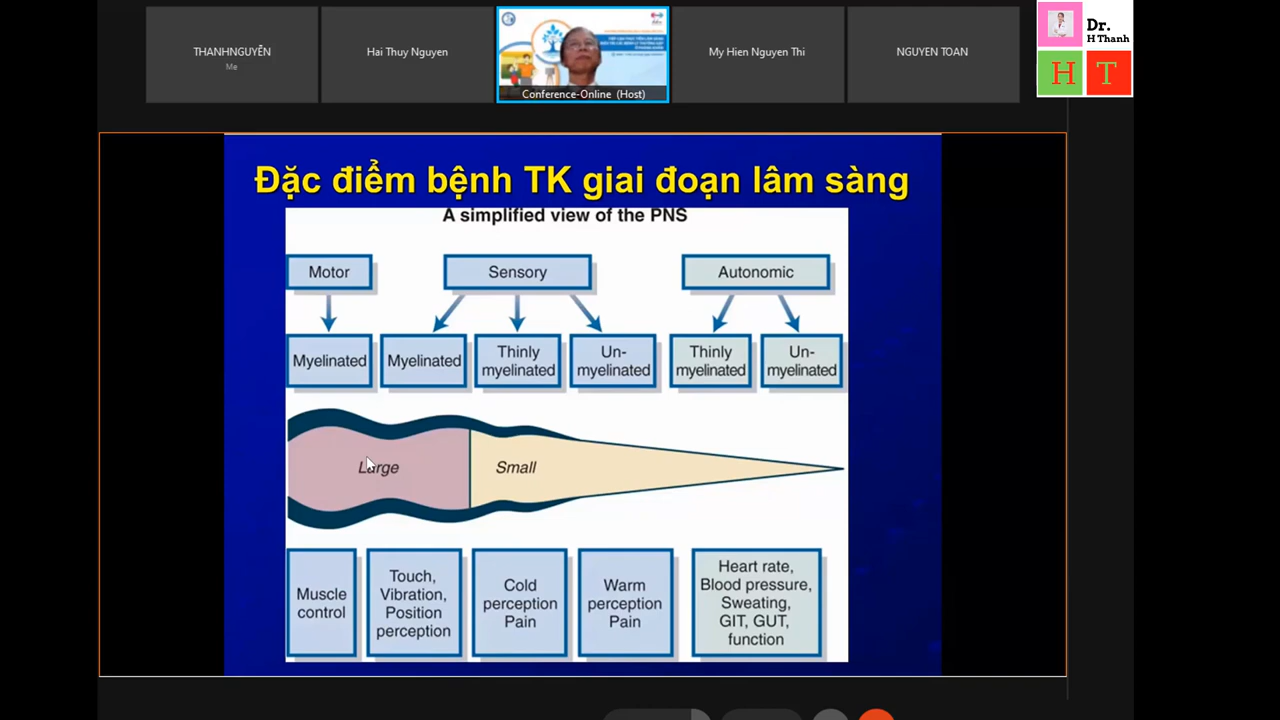 THANHNGUYỄN
Me
Hai Thuy Nguyen
Conference-Online (Host)
My Hien Nguyen Thi
NGUYEN TOAN
Dr.
H Thanh
H T
Đặc điểm bệnh TK giai đoạn lâm sàng
A simplified view of the PNS
Motor
Sensory
Autonomic
Myelinated
Myelinated
Thinly
myelinated
Un-
myelinated
Thinly
myelinated
Un-
myelinated
Large
Small
Muscle
control
Touch,
Vibration,
Position
perception
Cold
perception
Pain
Warm
perception
Pain
Heart rate,
Blood pressure,
Sweating,
GIT, GUT,
function